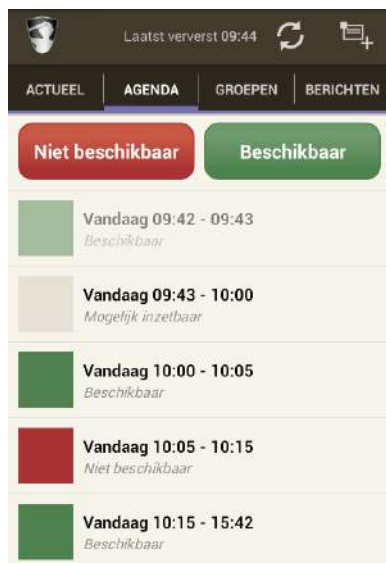 Laatst ververst 09:44
ACTUEEL AGENDA GROEPEN BERICHTEN
Niet beschikbaar Beschikbaar
Vandaag 09:42 - 09:43
Beschikbaar
Vandaag 09:43 - 10:00
Mogelijk inzetbaar
Vandaag 10:00 - 10:05
Beschikbaar
Vandaag 10:05 - 10:15
Niet beschikbaar
Vandaag 10:15 - 15:42
Beschikbaar